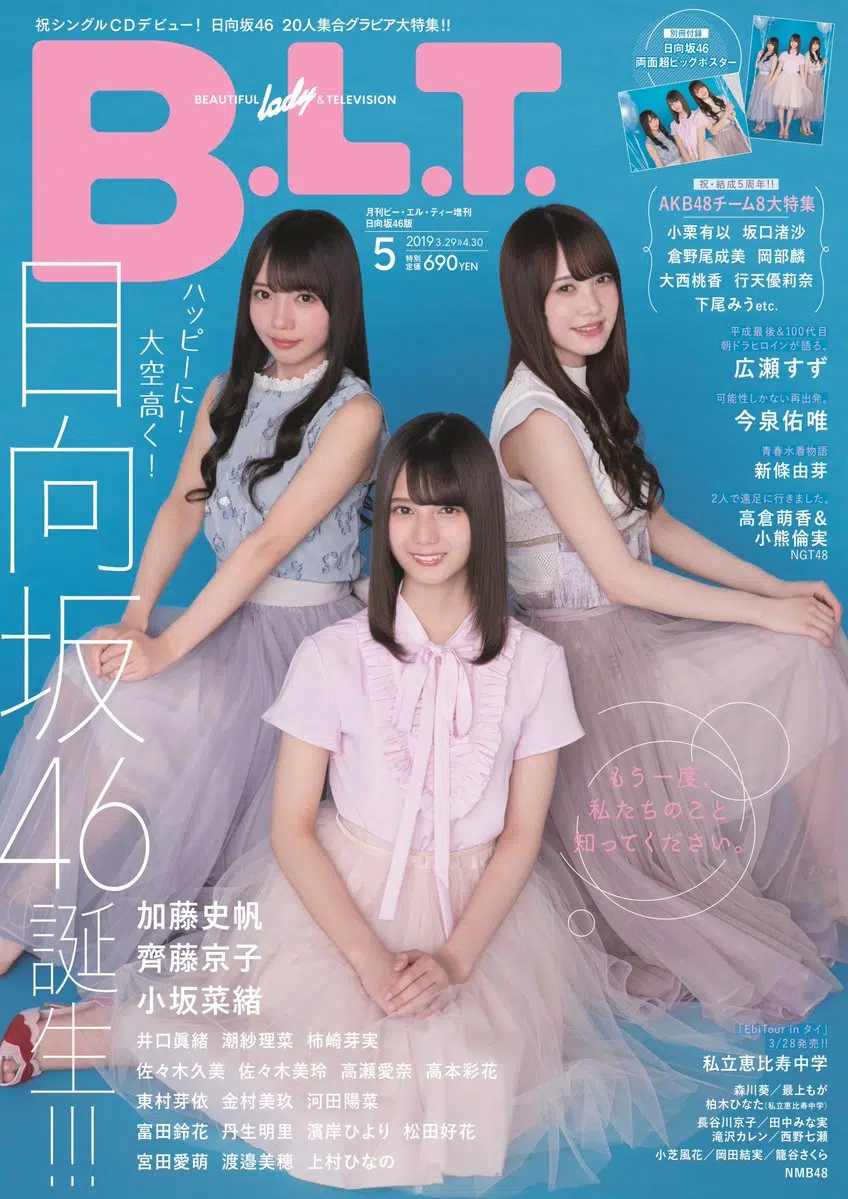 祝シングルCDデビュー! 日向坂46 20人集合グラビア大特集!!
B.L.T.
BEAUTIFUL lady & TELEVISION
別冊付録
日向坂46
両面超ビッグポスター
月刊ビー・エル・ティー増刊
日向坂46版
5 2019 3.29≫4.30
特別定価690YEN
祝・結成5周年!!
AKB48チーム8大特集
小栗有以 坂口渚沙
倉野尾成美 岡部麟
大西桃香 行天優莉奈
下尾みうetc.
平成最後&100代目
朝ドラヒロインが語る。
広瀬すず
可能性しかない再出発。
今泉佑唯
青春水着物語
新條由芽
2人で遠足に行きました。
高倉萌香&
小熊倫実
NGT48
ハッピーに!
大空高く!
日向坂46誕生!!!
もう一度、
私たちのこと
知ってください。
加藤史帆
齊藤京子
小坂菜緒
井口眞緒 潮紗理菜 柿崎芽実
佐々木久美 佐々木美玲 高瀬愛奈 高本彩花
東村芽依 金村美玖 河田陽菜
富田鈴花 丹生明里 濱岸ひより 松田好花
宮田愛萌 渡邉美穂 上村ひなの
「EbiTour in タイ」
3/28発売!!
私立恵比寿中学
森川葵/最上もが
柏木ひなた(私立恵比寿中学)
長谷川京子/田中みな実
滝沢カレン/西野七瀬
小芝風花/岡田結実/籠谷さくら
NMB48